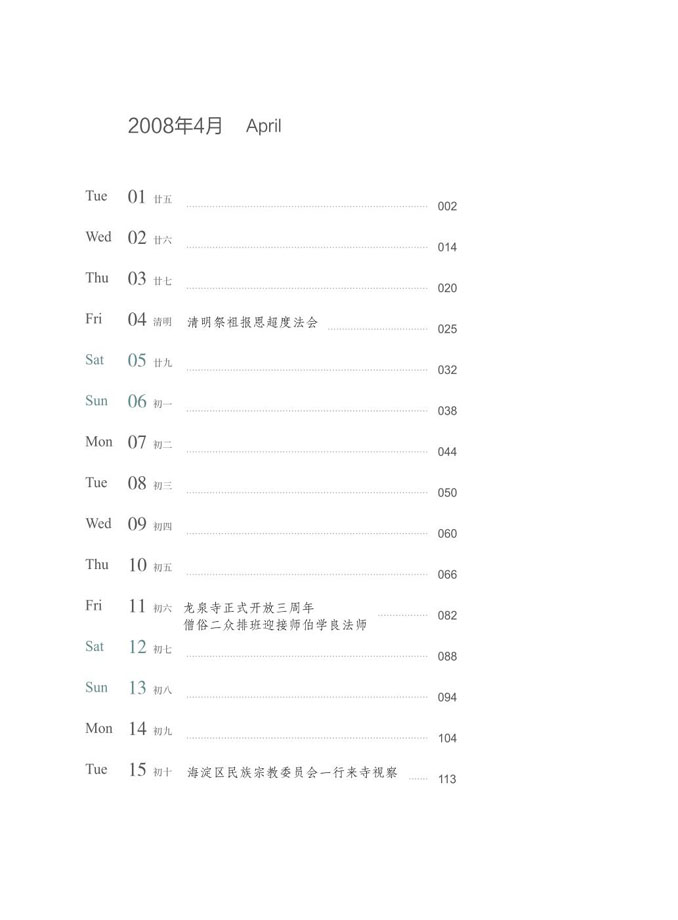 2008年4月 April
Tue 01 廿五 002
Wed 02 廿六 014
Thu 03 廿七 020
Fri 04 清明 清明祭祖报恩超度法会 025
Sat 05 廿九 032
Sun 06 初一 038
Mon 07 初二 044
Tue 08 初三 050
Wed 09 初四 060
Thu 10 初五 066
Fri 11 初六 龙泉寺正式开放三周年 082
僧俗二众排班迎接师伯学良法师
Sat 12 初七 088
Sun 13 初八 094
Mon 14 初九 104
Tue 15 初十 海淀区民族宗教委员会一行来寺视察 113